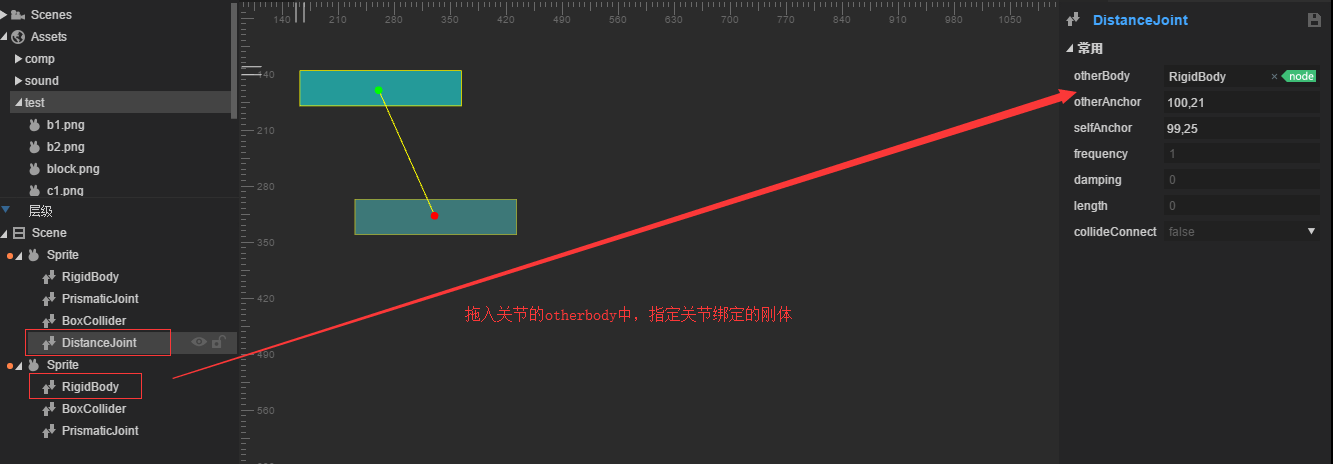 Scenes
Assets
comp
sound
test
b1.png
b2.png
block.png
c1.png
层级
Scene
Sprite
RigidBody
PrismaticJoint
BoxCollider
DistanceJoint
Sprite
RigidBody
BoxCollider
PrismaticJoint
140 210 280 350 420 490 560 630 700 770 840 910 980 1050
140
210
280
350
420
490
560
拖入关节的otherbody中，指定关节绑定的刚体
DistanceJoint
常用
otherBody RigidBody × node
otherAnchor 100,21
selfAnchor 99,25
frequency 1
damping 0
length 0
collideConnect false